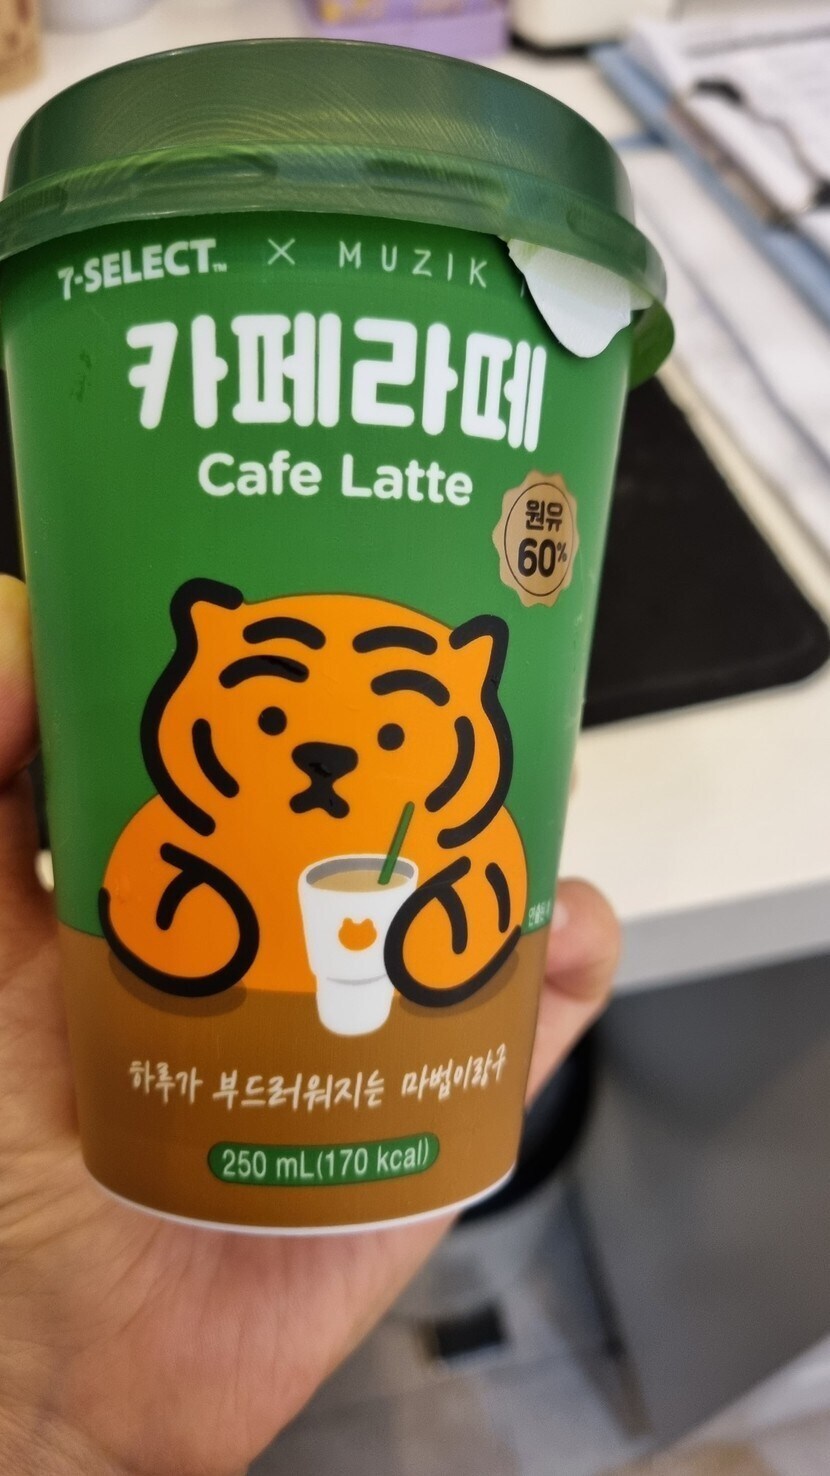 7-SELECT™ × MUZIK
카페라떼
Cafe Latte
원유
60%
하루가 부드러워지는 마법이랑구
250 mL(170 kcal)